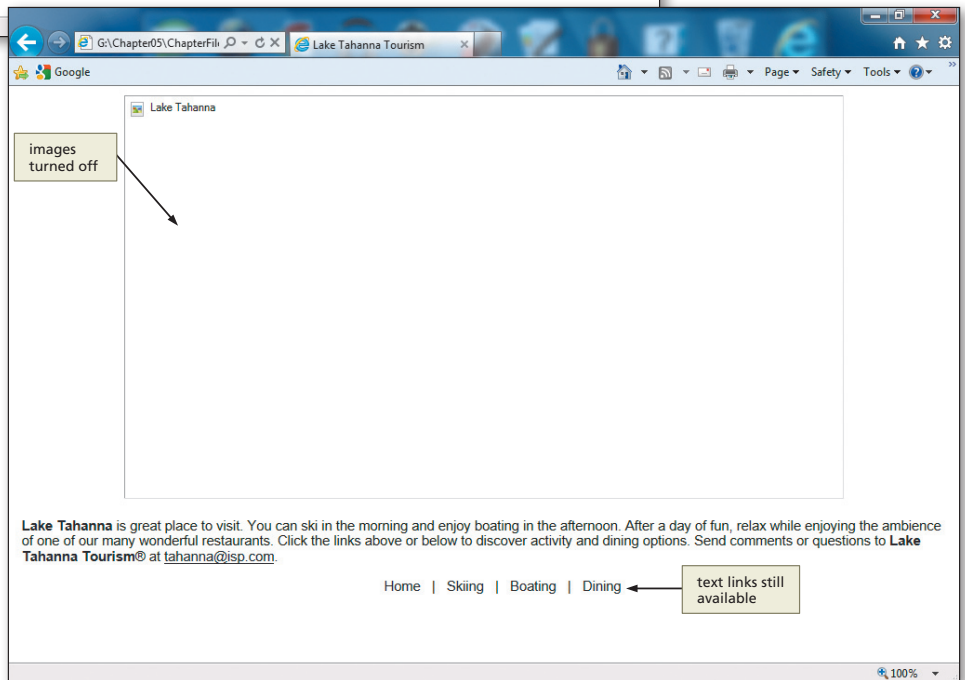 G:\Chapter05\ChapterFil
Lake Tahanna Tourism
Google
Page
Safety
Tools
Lake Tahanna
images
turned off
Lake Tahanna is great place to visit. You can ski in the morning and enjoy boating in the afternoon. After a day of fun, relax while enjoying the ambience
of one of our many wonderful restaurants. Click the links above or below to discover activity and dining options. Send comments or questions to Lake
Tahanna Tourism® at tahanna@isp.com.
Home | Skiing | Boating | Dining
text links still
available
100%